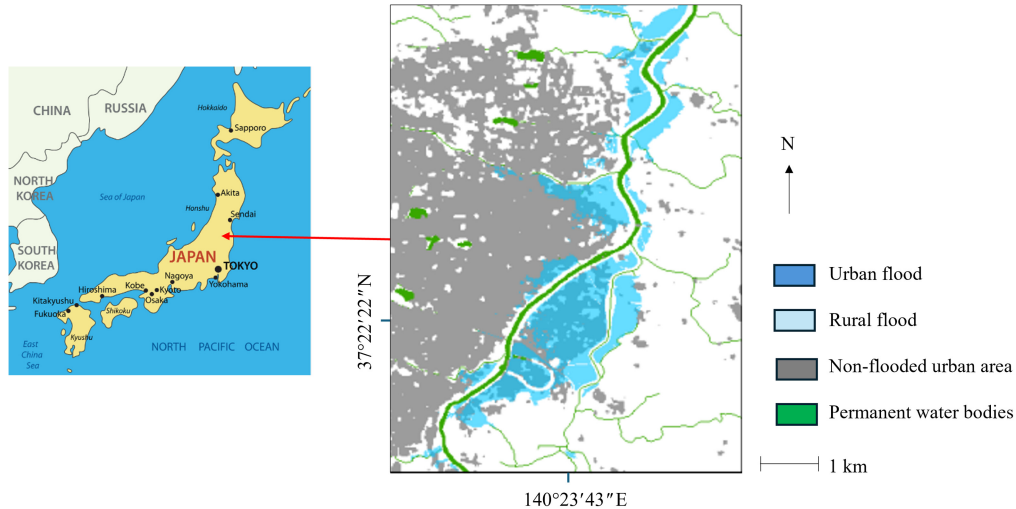 CHINA
RUSSIA
Hokkaido
Sapporo
NORTH
KOREA
Sea of Japan
Akita
Honshu
Sendai
SOUTH
KOREA
JAPAN
TOKYO
Nagoya
Yokohama
Hiroshima
Kobe
Kyoto
Osaka
Kitakyushu
Shikoku
Fukuoka
Kyushu
East
China
Sea
NORTH PACIFIC OCEAN
37°22′22″N
140°23′43″E
N
Urban flood
Rural flood
Non-flooded urban area
Permanent water bodies
1 km